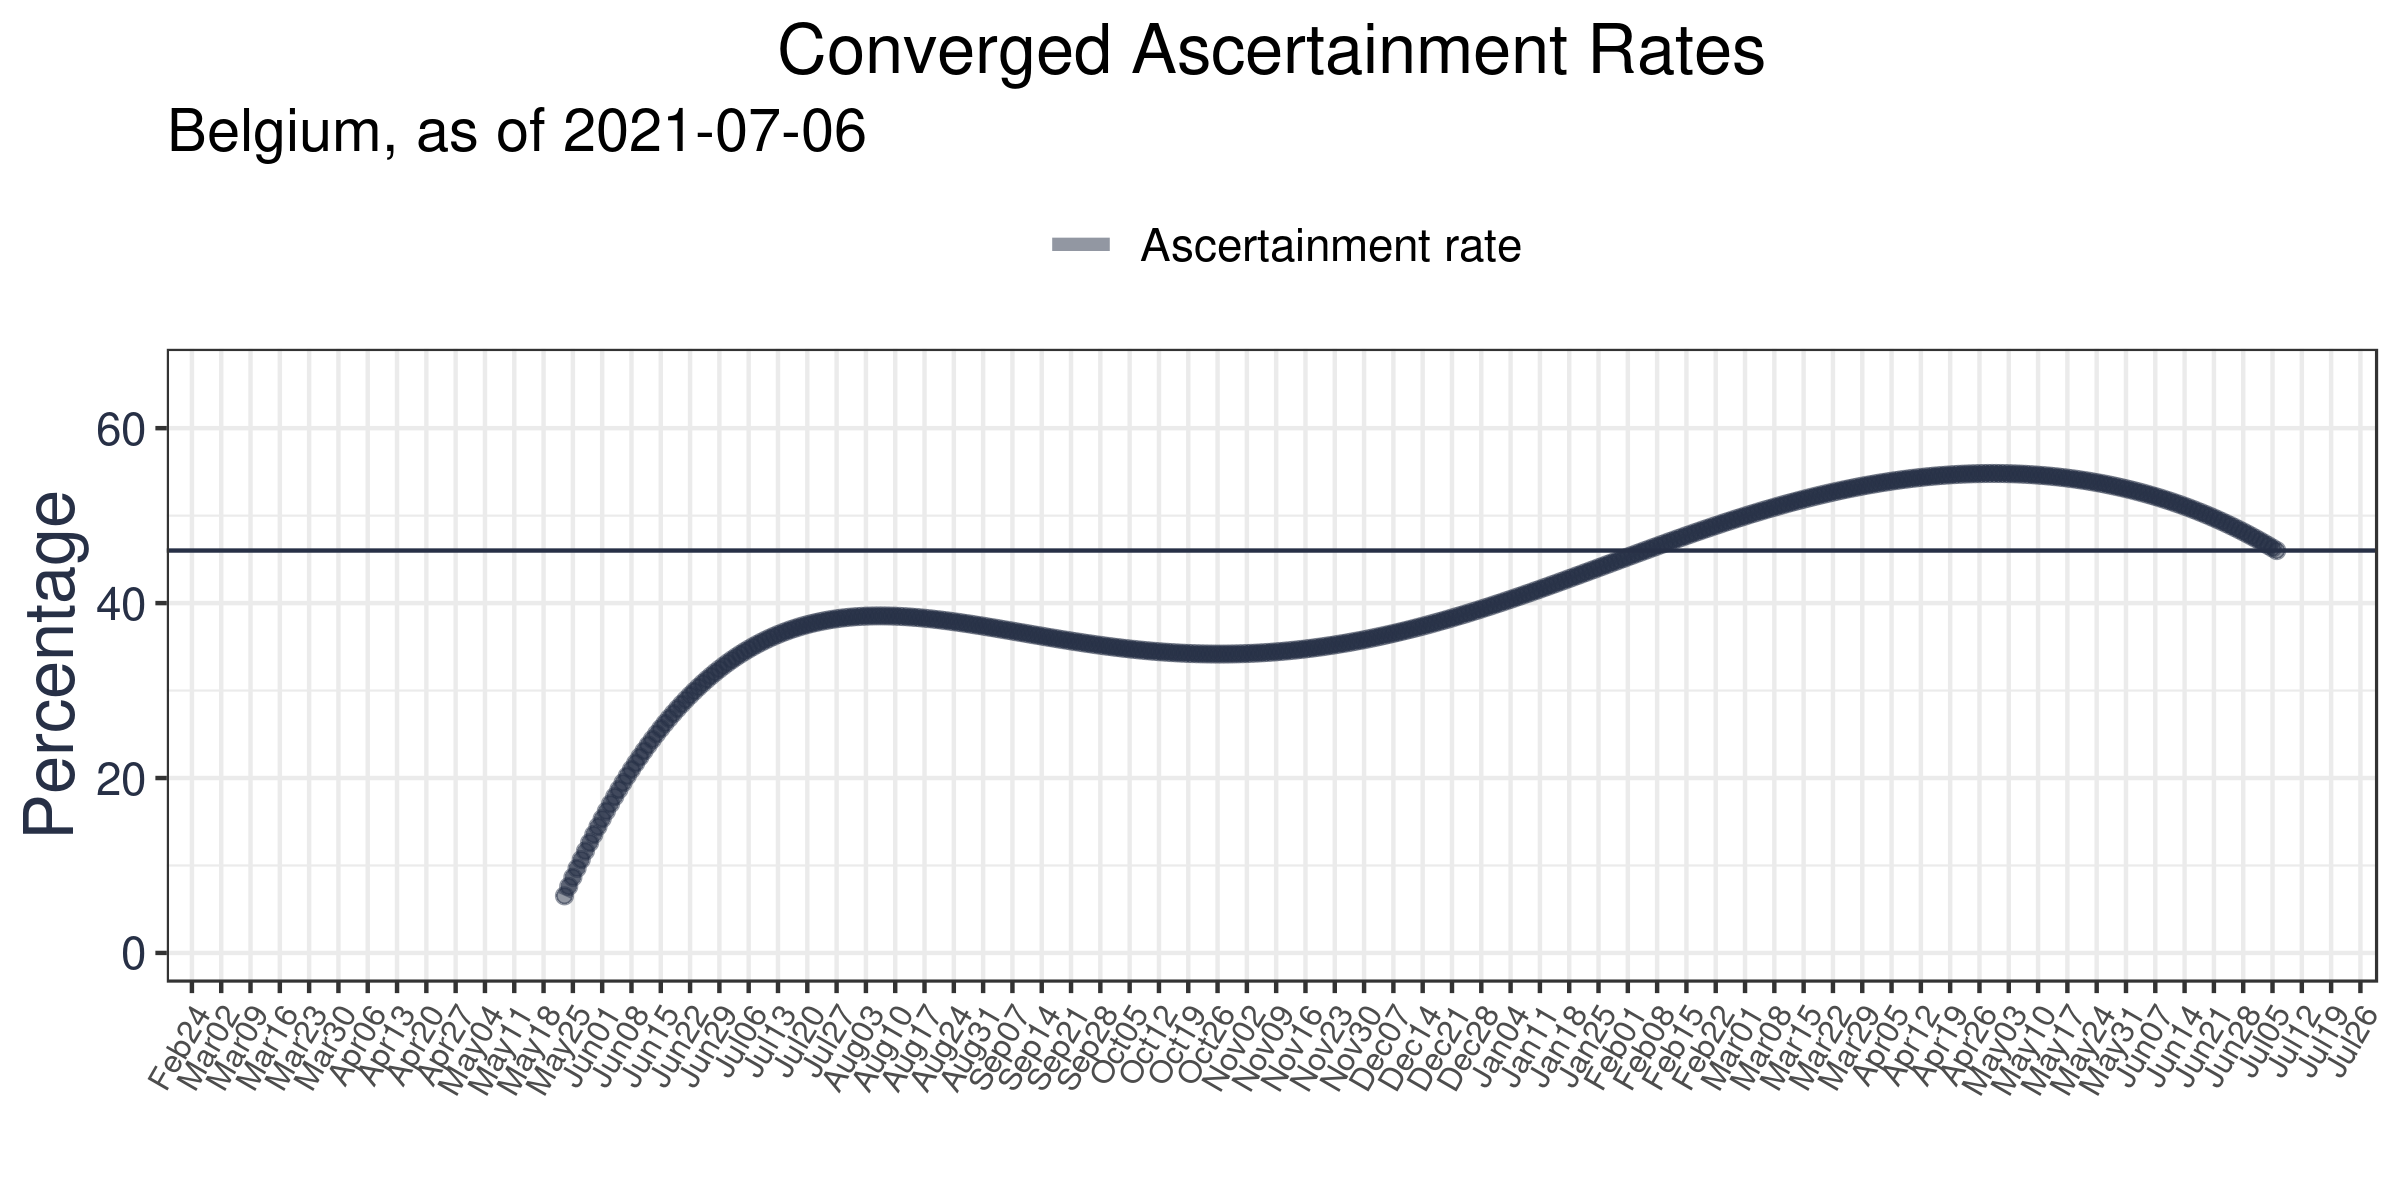 Converged Ascertainment Rates
Belgium, as of 2021-07-06
Ascertainment rate
Percentage
60
40
20
0
Feb24
Mar02
Mar09
Mar16
Mar23
Mar30
Apr06
Apr13
Apr20
Apr27
May04
May11
May18
May25
Jun01
Jun08
Jun15
Jun22
Jun29
Jul06
Jul13
Jul20
Jul27
Aug03
Aug10
Aug17
Aug24
Aug31
Sep07
Sep14
Sep21
Sep28
Oct05
Oct12
Oct19
Oct26
Nov02
Nov09
Nov16
Nov23
Nov30
Dec07
Dec14
Dec21
Dec28
Jan04
Jan11
Jan18
Jan25
Feb01
Feb08
Feb15
Feb22
Mar01
Mar08
Mar15
Mar22
Mar29
Apr05
Apr12
Apr19
Apr26
May03
May10
May17
May24
May31
Jun07
Jun14
Jun21
Jun28
Jul05
Jul12
Jul19
Jul26